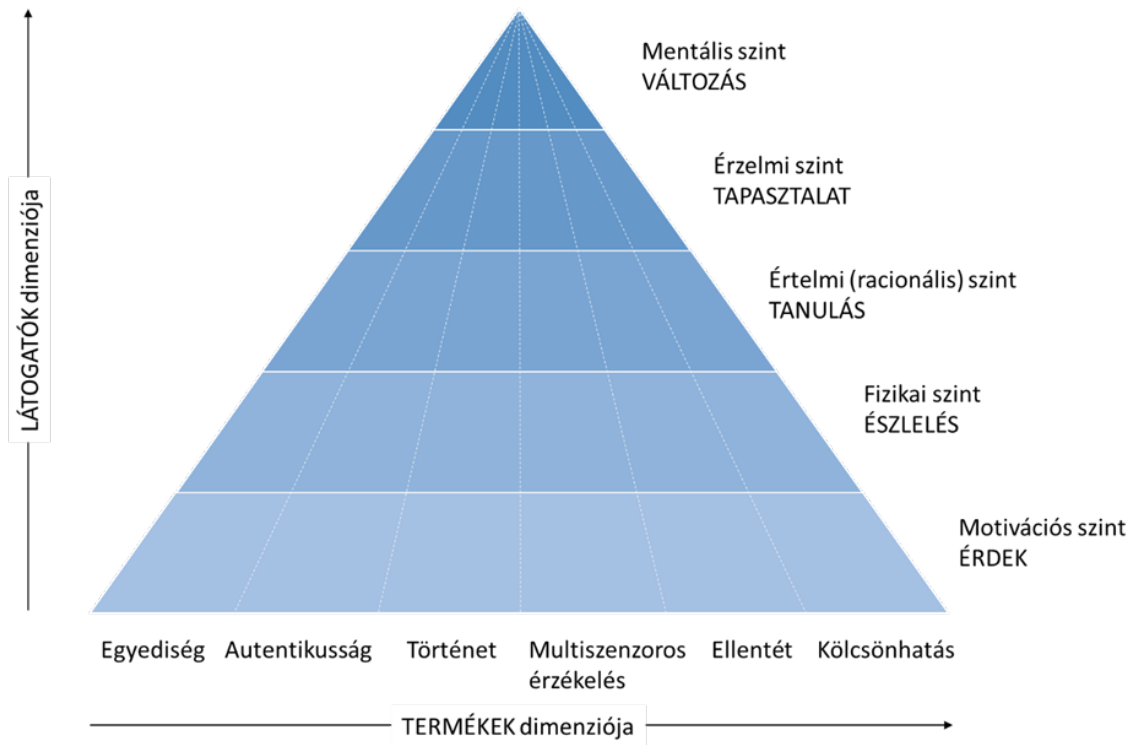 Mentális szint
VÁLTOZÁS
Érzelmi szint
TAPASZTALAT
Értelmi (racionális) szint
TANULÁS
Fizikai szint
ÉSZLELÉS
Motivációs szint
ÉRDEK
LÁTOGATÓK dimenziója
Egyediség Autentikusság Történet Multiszenzoros Ellentét Kölcsönhatás
érzékelés
TERMÉKEK dimenziója